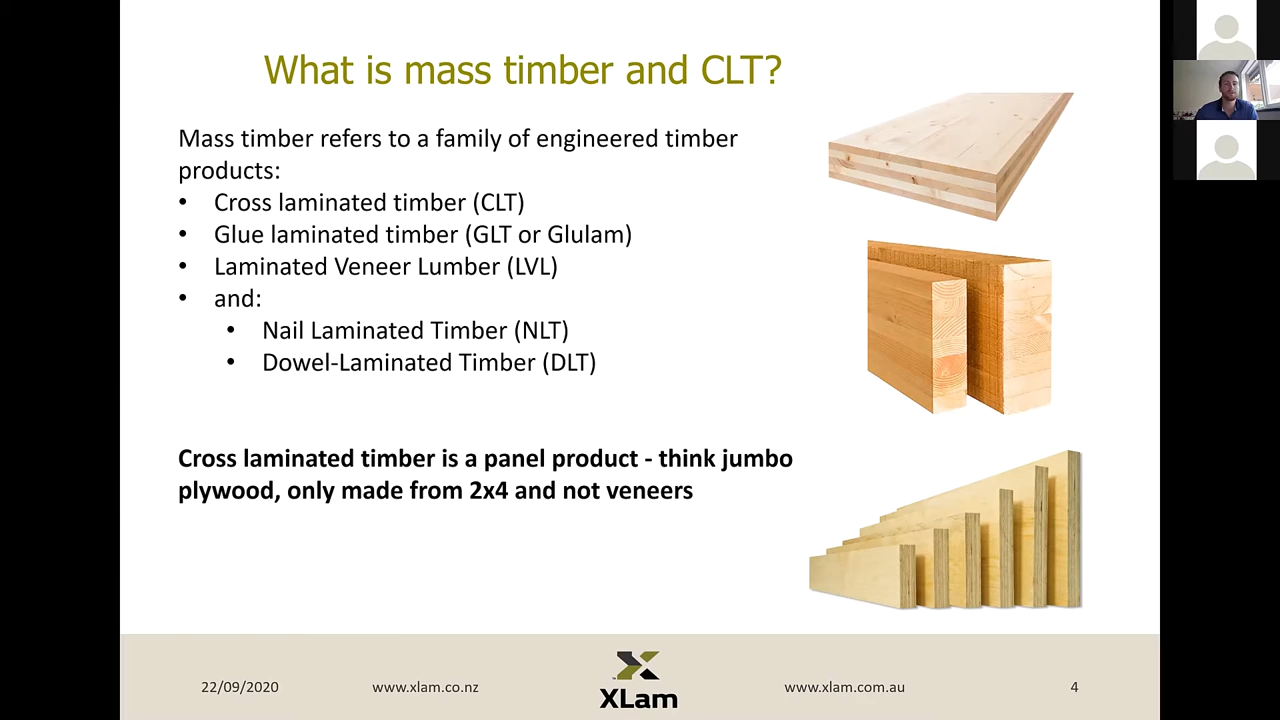 What is mass timber and CLT?
Mass timber refers to a family of engineered timber
products:
• Cross laminated timber (CLT)
• Glue laminated timber (GLT or Glulam)
• Laminated Veneer Lumber (LVL)
• and:
• Nail Laminated Timber (NLT)
• Dowel-Laminated Timber (DLT)
Cross laminated timber is a panel product - think jumbo
plywood, only made from 2x4 and not veneers
22/09/2020
www.xlam.co.nz
XLam
www.xlam.com.au
4